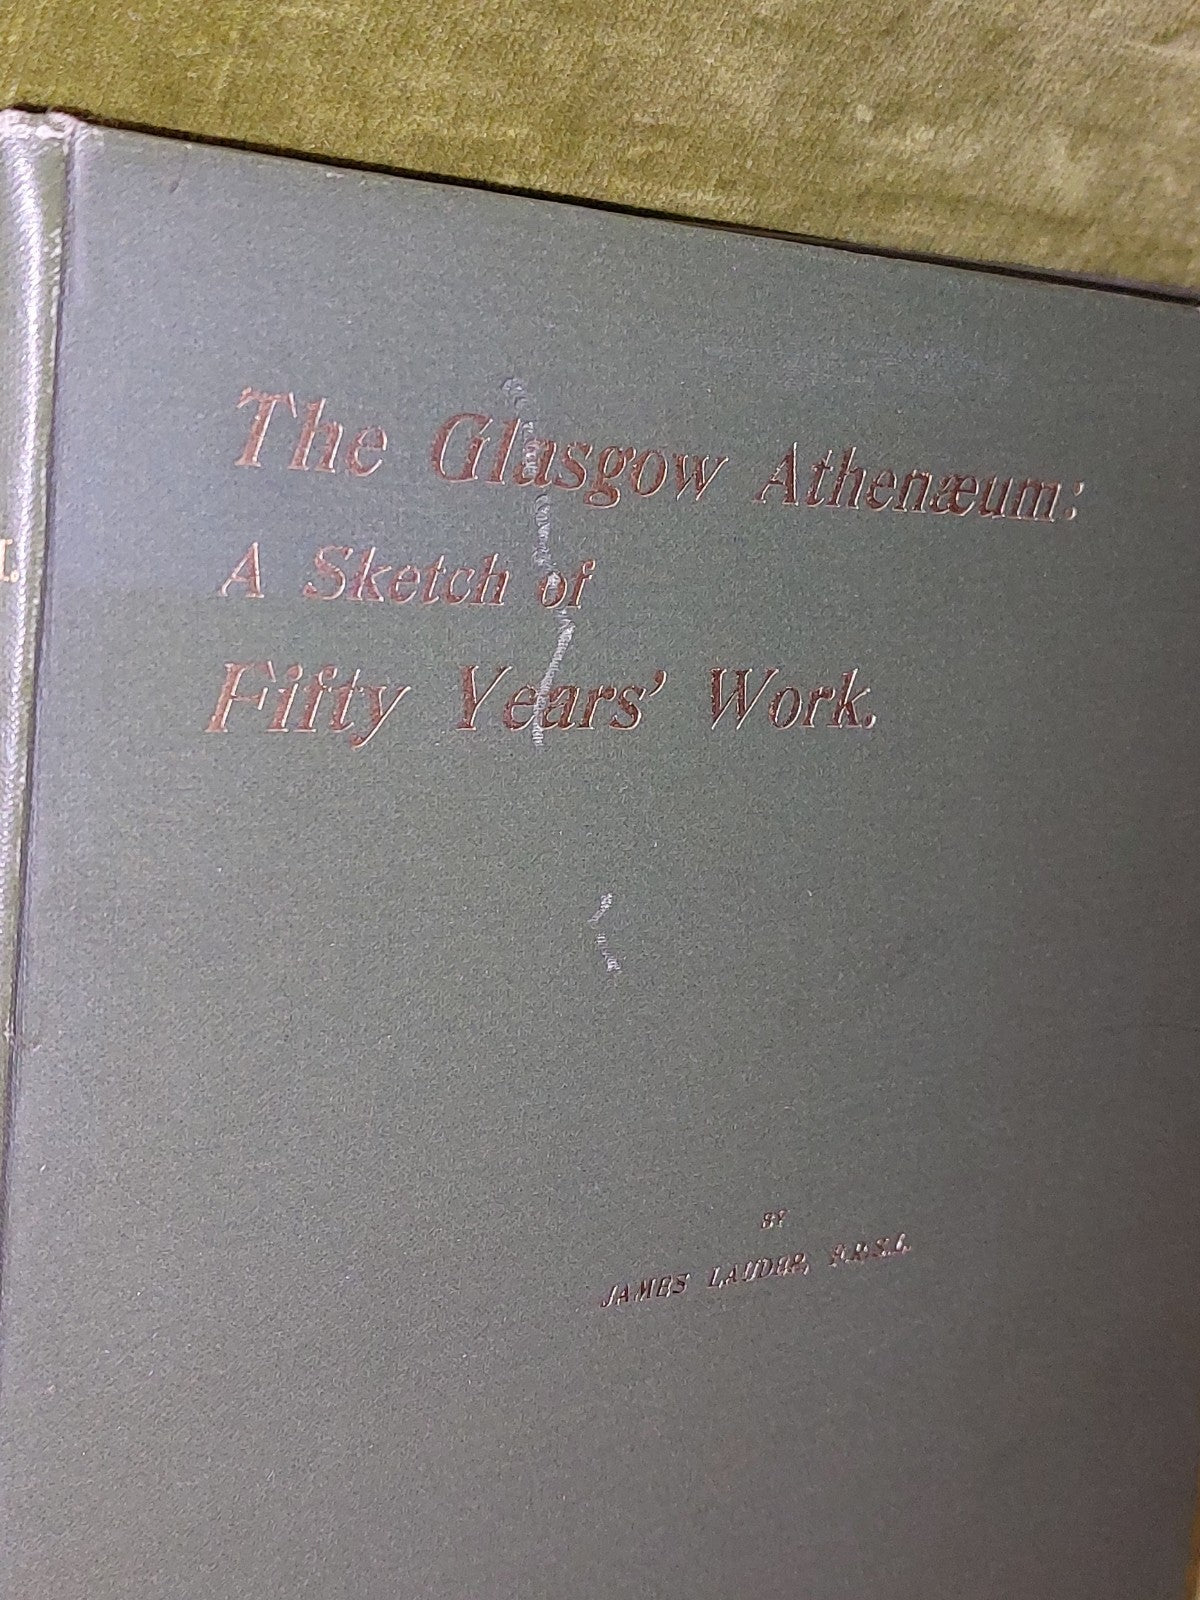 The Glasgow Athenæum:
A Sketch of
Fifty Years' Work.
BY
JAMES LAUDER, F.R.S.L.